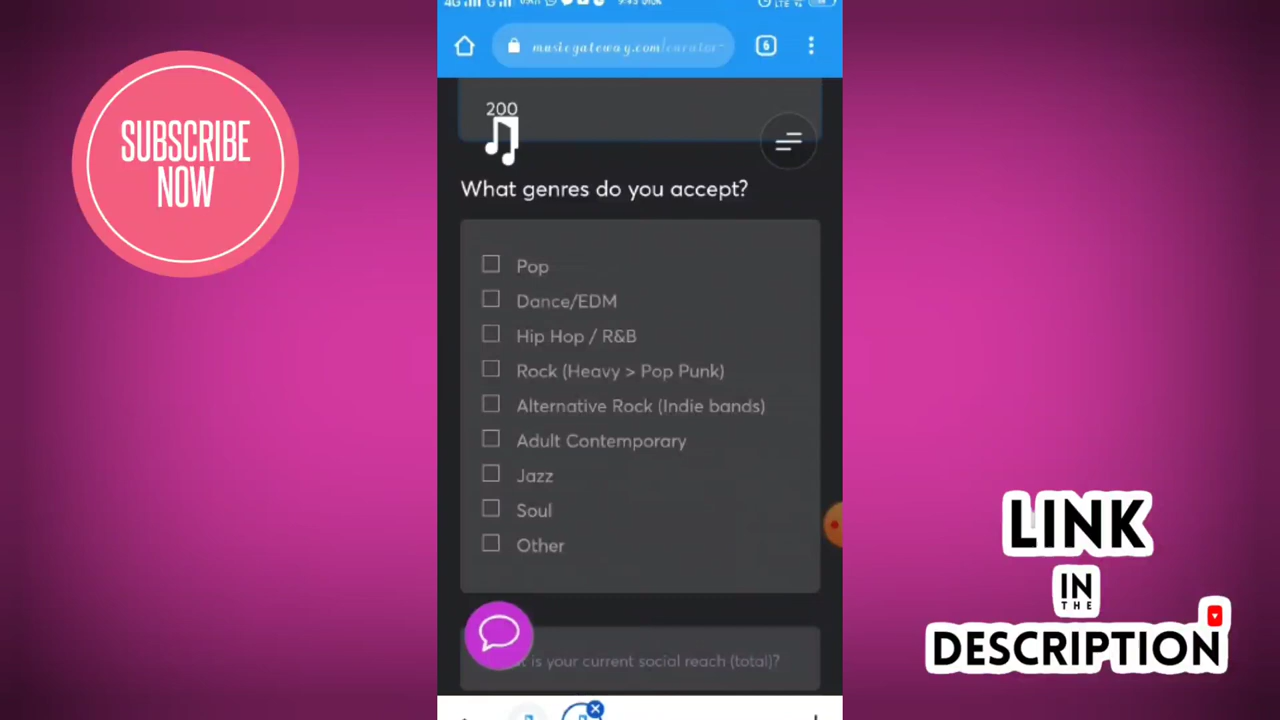 SUBSCRIBE
NOW
6
200
What genres do you accept?
Pop
Dance/EDM
Hip Hop / R&B
Rock (Heavy > Pop Punk)
Alternative Rock (Indie bands)
Adult Contemporary
Jazz
Soul
Other
is your current social reach (total)?
LINK
IN
THE
DESCRIPTION